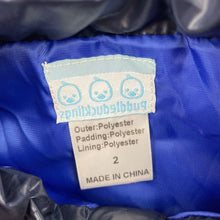 Puddleducklings
Outer:Polyester
Padding:Polyester
Lining:Polyester
2
MADE IN CHINA